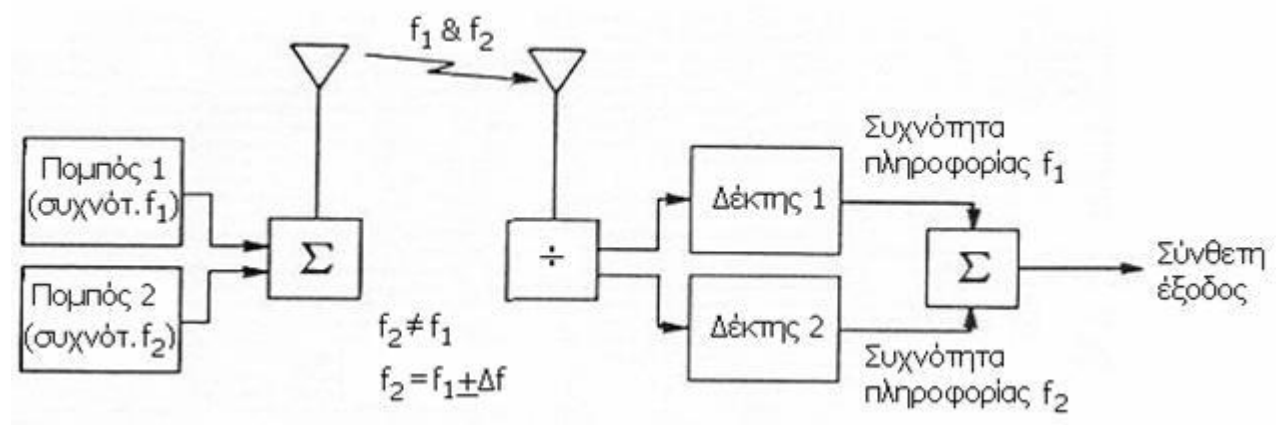 f₁ & f₂
Πομπός 1
(συχνότ.f₁)
Σ
Πομπός 2
(συχνότ.f₂)
f₂≠f₁
f₂=f₁±Δf
÷
Δέκτης 1
Δέκτης 2
Συχνότητα
πληροφορίας f₁
Σ
Συχνότητα
πληροφορίας f₂
Σύνθετη
έξοδος